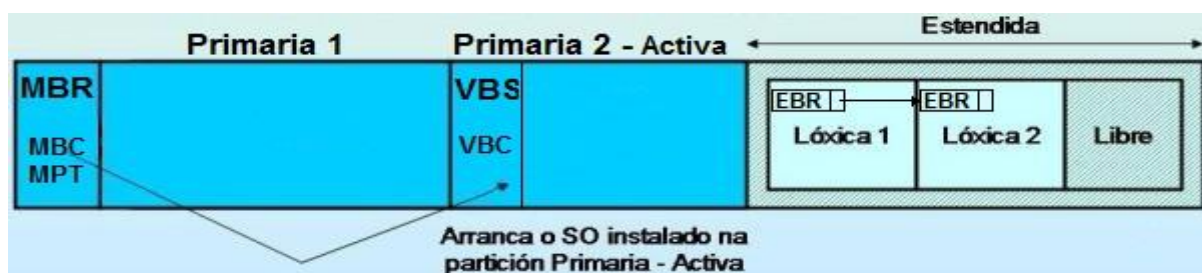 Estendida
Primaria 1
Primaria 2 - Activa
MBR
MBC
MPT
VBS
VBC
EBR
Lóxica 1
EBR
Lóxica 2
Libre
Arranca o SO instalado na
partición Primaria - Activa